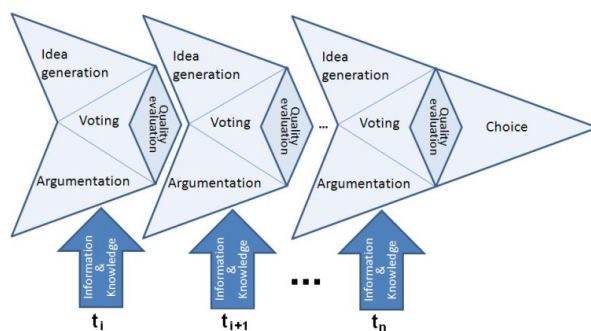 Idea
generation
Voting
Quality
evaluation
Argumentation
Idea
generation
Voting
Quality
evaluation
Argumentation
...
Idea
generation
Voting
Quality
evaluation
Argumentation
Choice
Information
&
Knowledge
Information
&
Knowledge
...
Information
&
Knowledge
ti
ti+1
tn